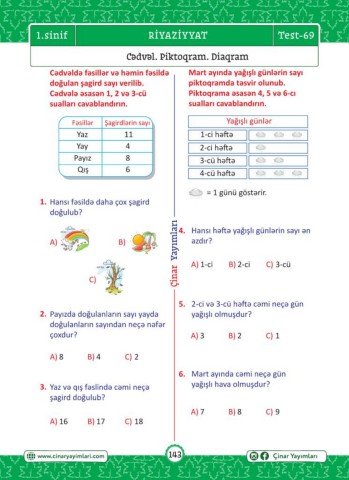 1.sinif
RİYAZİYYAT
Test-69
Cədvəl. Piktoqram. Diaqram
Cədvəldə fəsillər və həmin fəsildə
doğulan şagird sayı verilib.
Cədvələ əsasən 1, 2 və 3-cü
sualları cavablandırın.
Fəsillər Şagirdlərin sayı
Yaz 11
Yay 4
Payız 8
Qış 6
1. Hansı fəsildə daha çox şagird
doğulub?
A) B)
C)
2. Payızda doğulanların sayı yayda
doğulanların sayından neçə nəfər
çoxdur?
A) 8 B) 4 C) 2
3. Yaz və qış fəslində cəmi neçə
şagird doğulub?
A) 16 B) 17 C) 18
Çinar Yayımları
Mart ayında yağışlı günlərin sayı
piktoqramda təsvir olunub.
Piktoqrama əsasən 4, 5 və 6-cı
sualları cavablandırın.
Yağışlı günlər
1-ci həftə
2-ci həftə
3-cü həftə
4-cü həftə
= 1 günü göstərir.
4. Hansı həftə yağışlı günlərin sayı ən
azdır?
A) 1-ci B) 2-ci C) 3-cü
5. 2-ci və 3-cü həftə cəmi neçə gün
yağışlı olmuşdur?
A) 3 B) 2 C) 1
6. Mart ayında cəmi neçə gün
yağışlı hava olmuşdur?
A) 7 B) 8 C) 9
www.cinaryayimlari.com
143
Çinar Yayımları